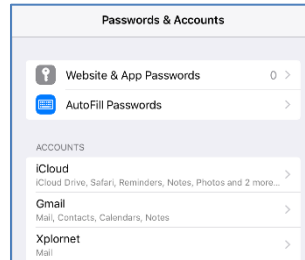 Passwords & Accounts
Website & App Passwords 0
AutoFill Passwords
ACCOUNTS
iCloud
iCloud Drive, Safari, Reminders, Notes, Photos and 2 more...
Gmail
Mail, Contacts, Calendars, Notes
Xplornet
Mail